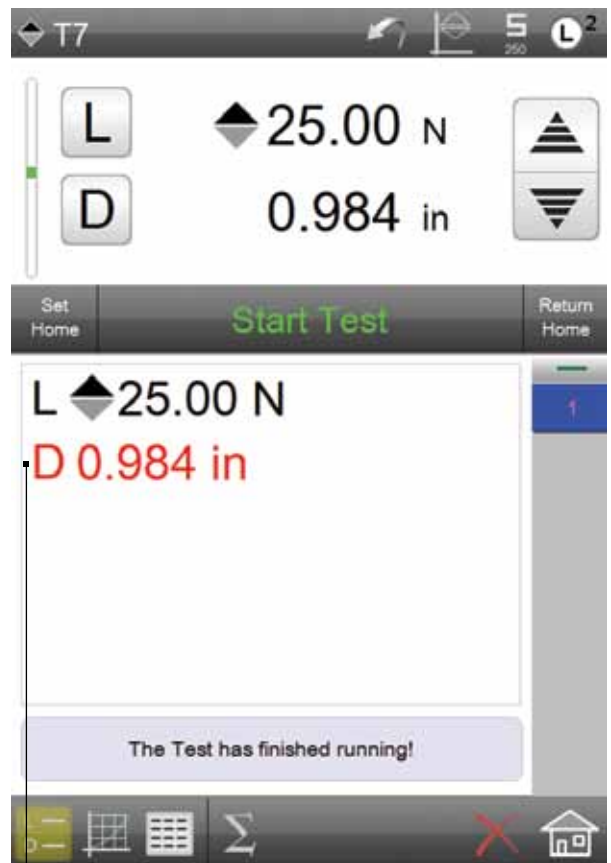 T7
S
250
L 2
L
25.00 N
D
0.984 in
Set
Home
Start Test
Return
Home
L 25.00 N
D 0.984 in
1
The Test has finished running!
Σ